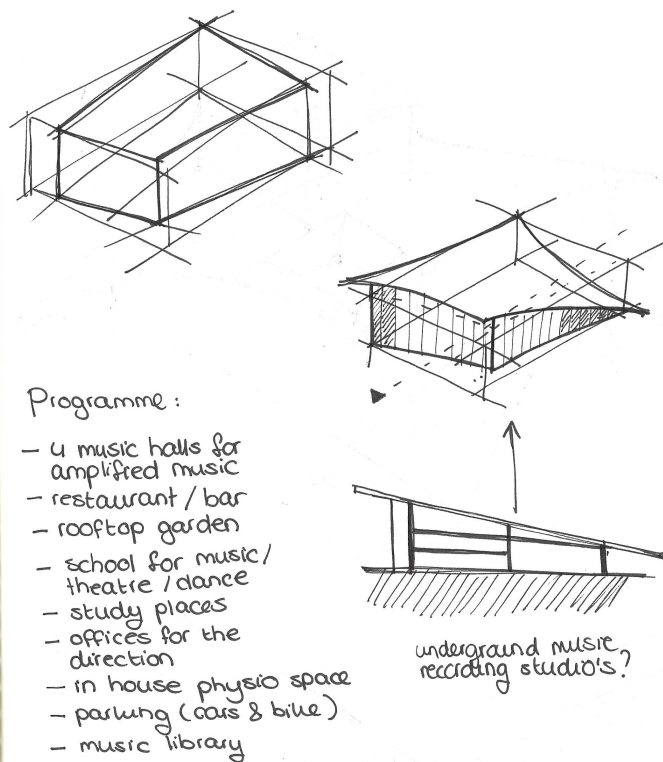 Programme:
- 4 music halls for
amplified music
- restaurant / bar
- rooftop garden
- school for music/
theatre / dance
- study places
- offices for the
direction
- in house physio space
- parking (cars & bike)
- music library
underground music
recording studio's?